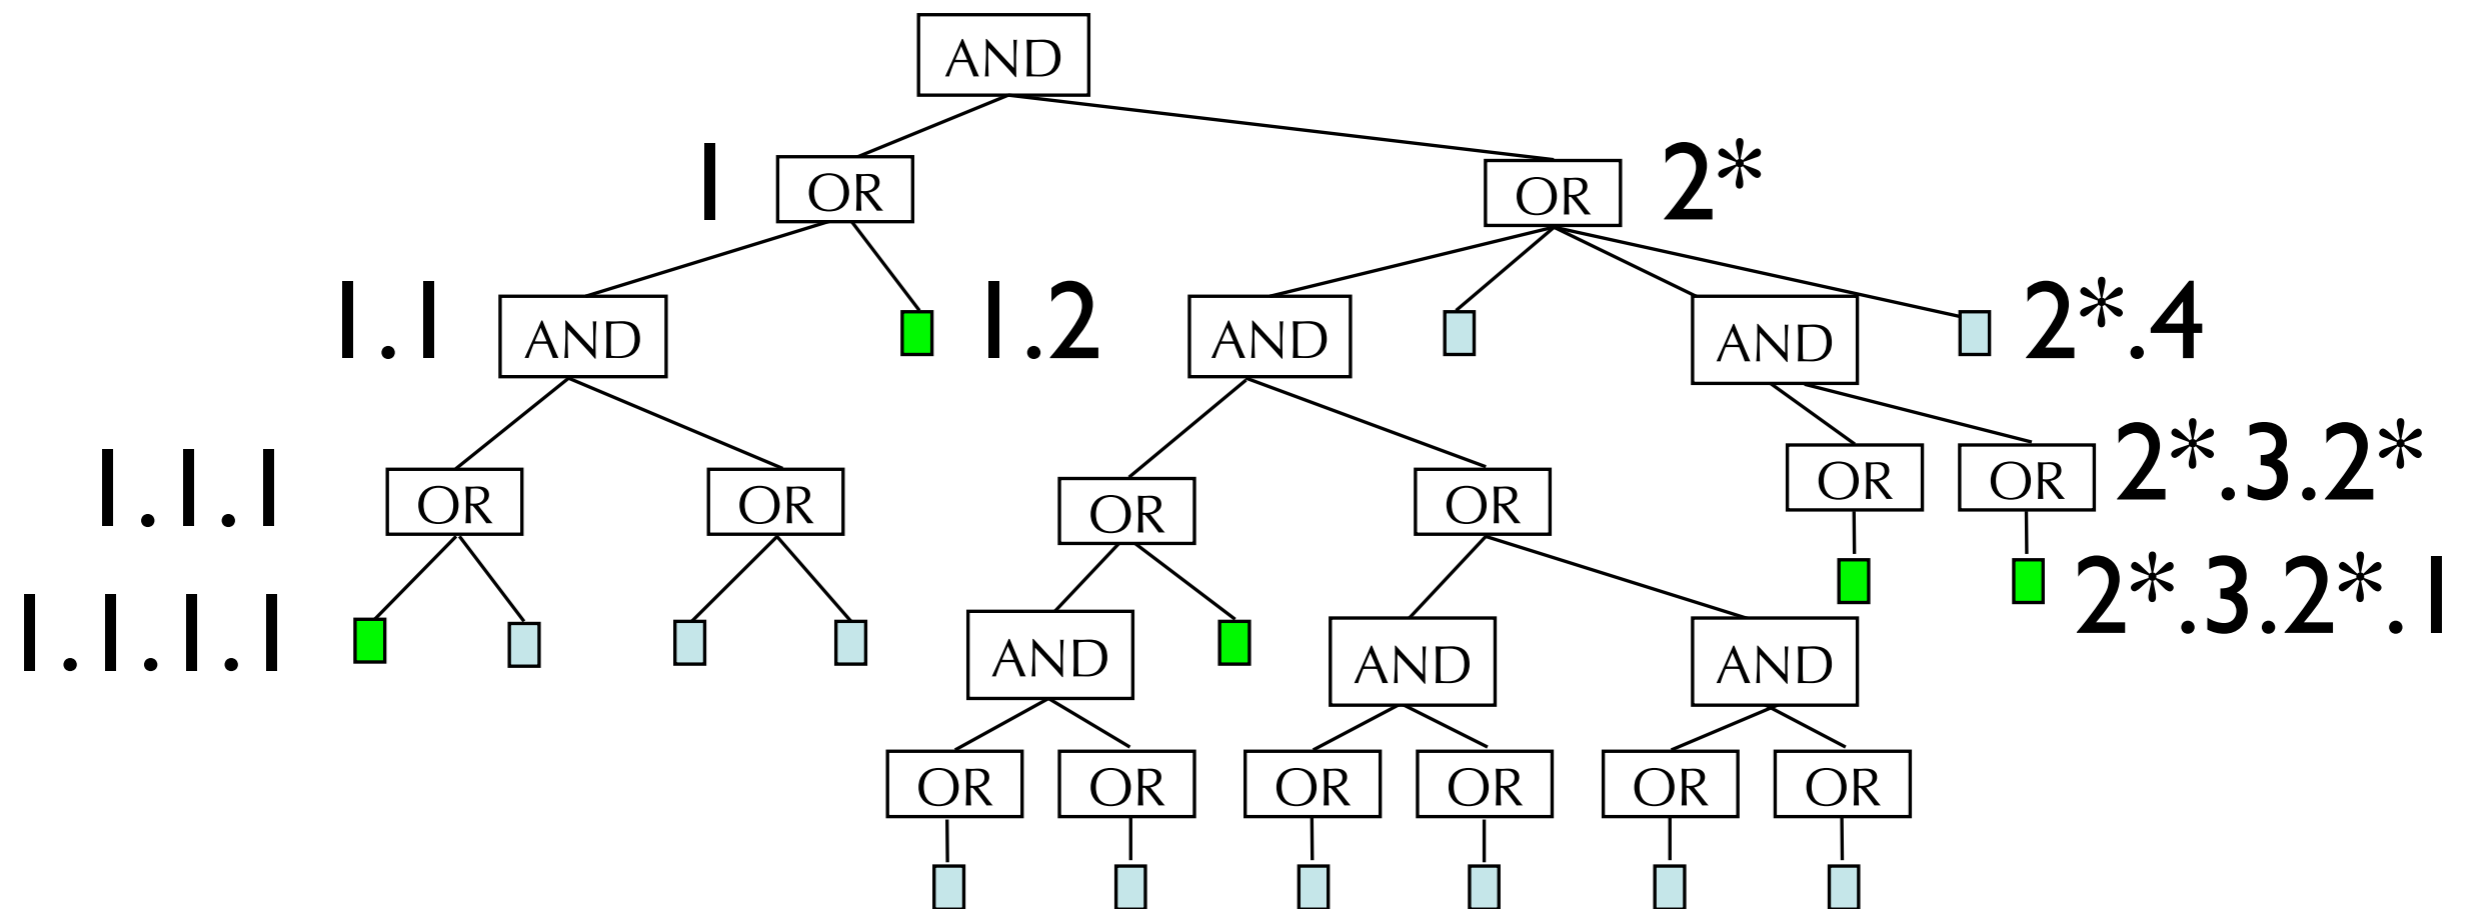 AND
1 OR OR 2*
1.1 AND 1.2 AND AND 2*.4
1.1.1 OR OR OR OR OR OR 2*.3.2*
1.1.1.1 AND AND AND 2*.3.2*.1
OR OR OR OR OR OR